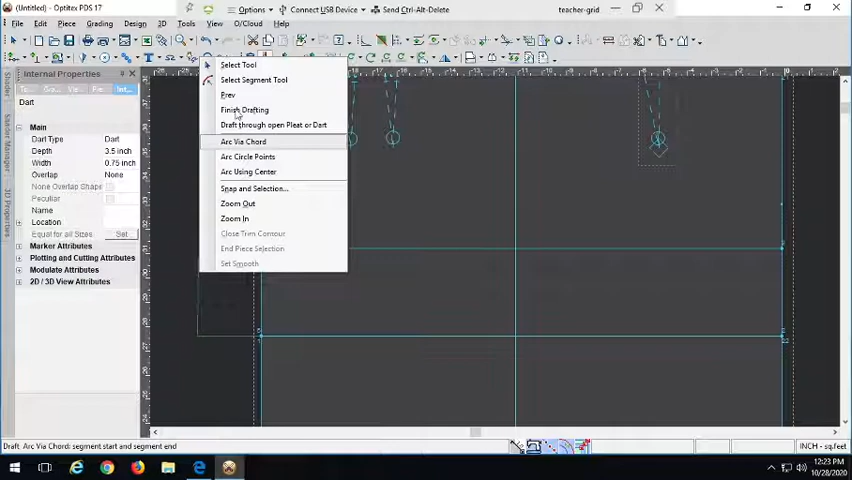 (Untitled) - Optitex PDS 17
Options
Connect USB Device
Send Ctrl-Alt-Delete
teacher-grid
File Piece Grading Design 3D Tools View O/Cloud Help
Internal Properties
Dart
Main
Dart Type Dart
Depth 3.5 inch
Width 0.75 inch
Overlap NONE
None Overlap Shape
Peculiar
Name
Location
Equal for all Sizes Set
Marker Attributes
Plotting and Cutting Attributes
Modulate Attributes
2D / 3D View Attributes
Shader
Shader Manager
3D Properties
Select Tool
Select Segment Tool
Prev
Finish Drafting
Draft through open Pleat or Dart
Arc Via Chord
Arc Circle Points
Arc Using Center
Snap and Selection...
Zoom Out
Zoom In
Close Trim Contour
End Piece Selection
Set Smooth
Draft Arc Via Chord: segment start and segment end
INCH - sq.feet
12:23 PM
10/28/2020